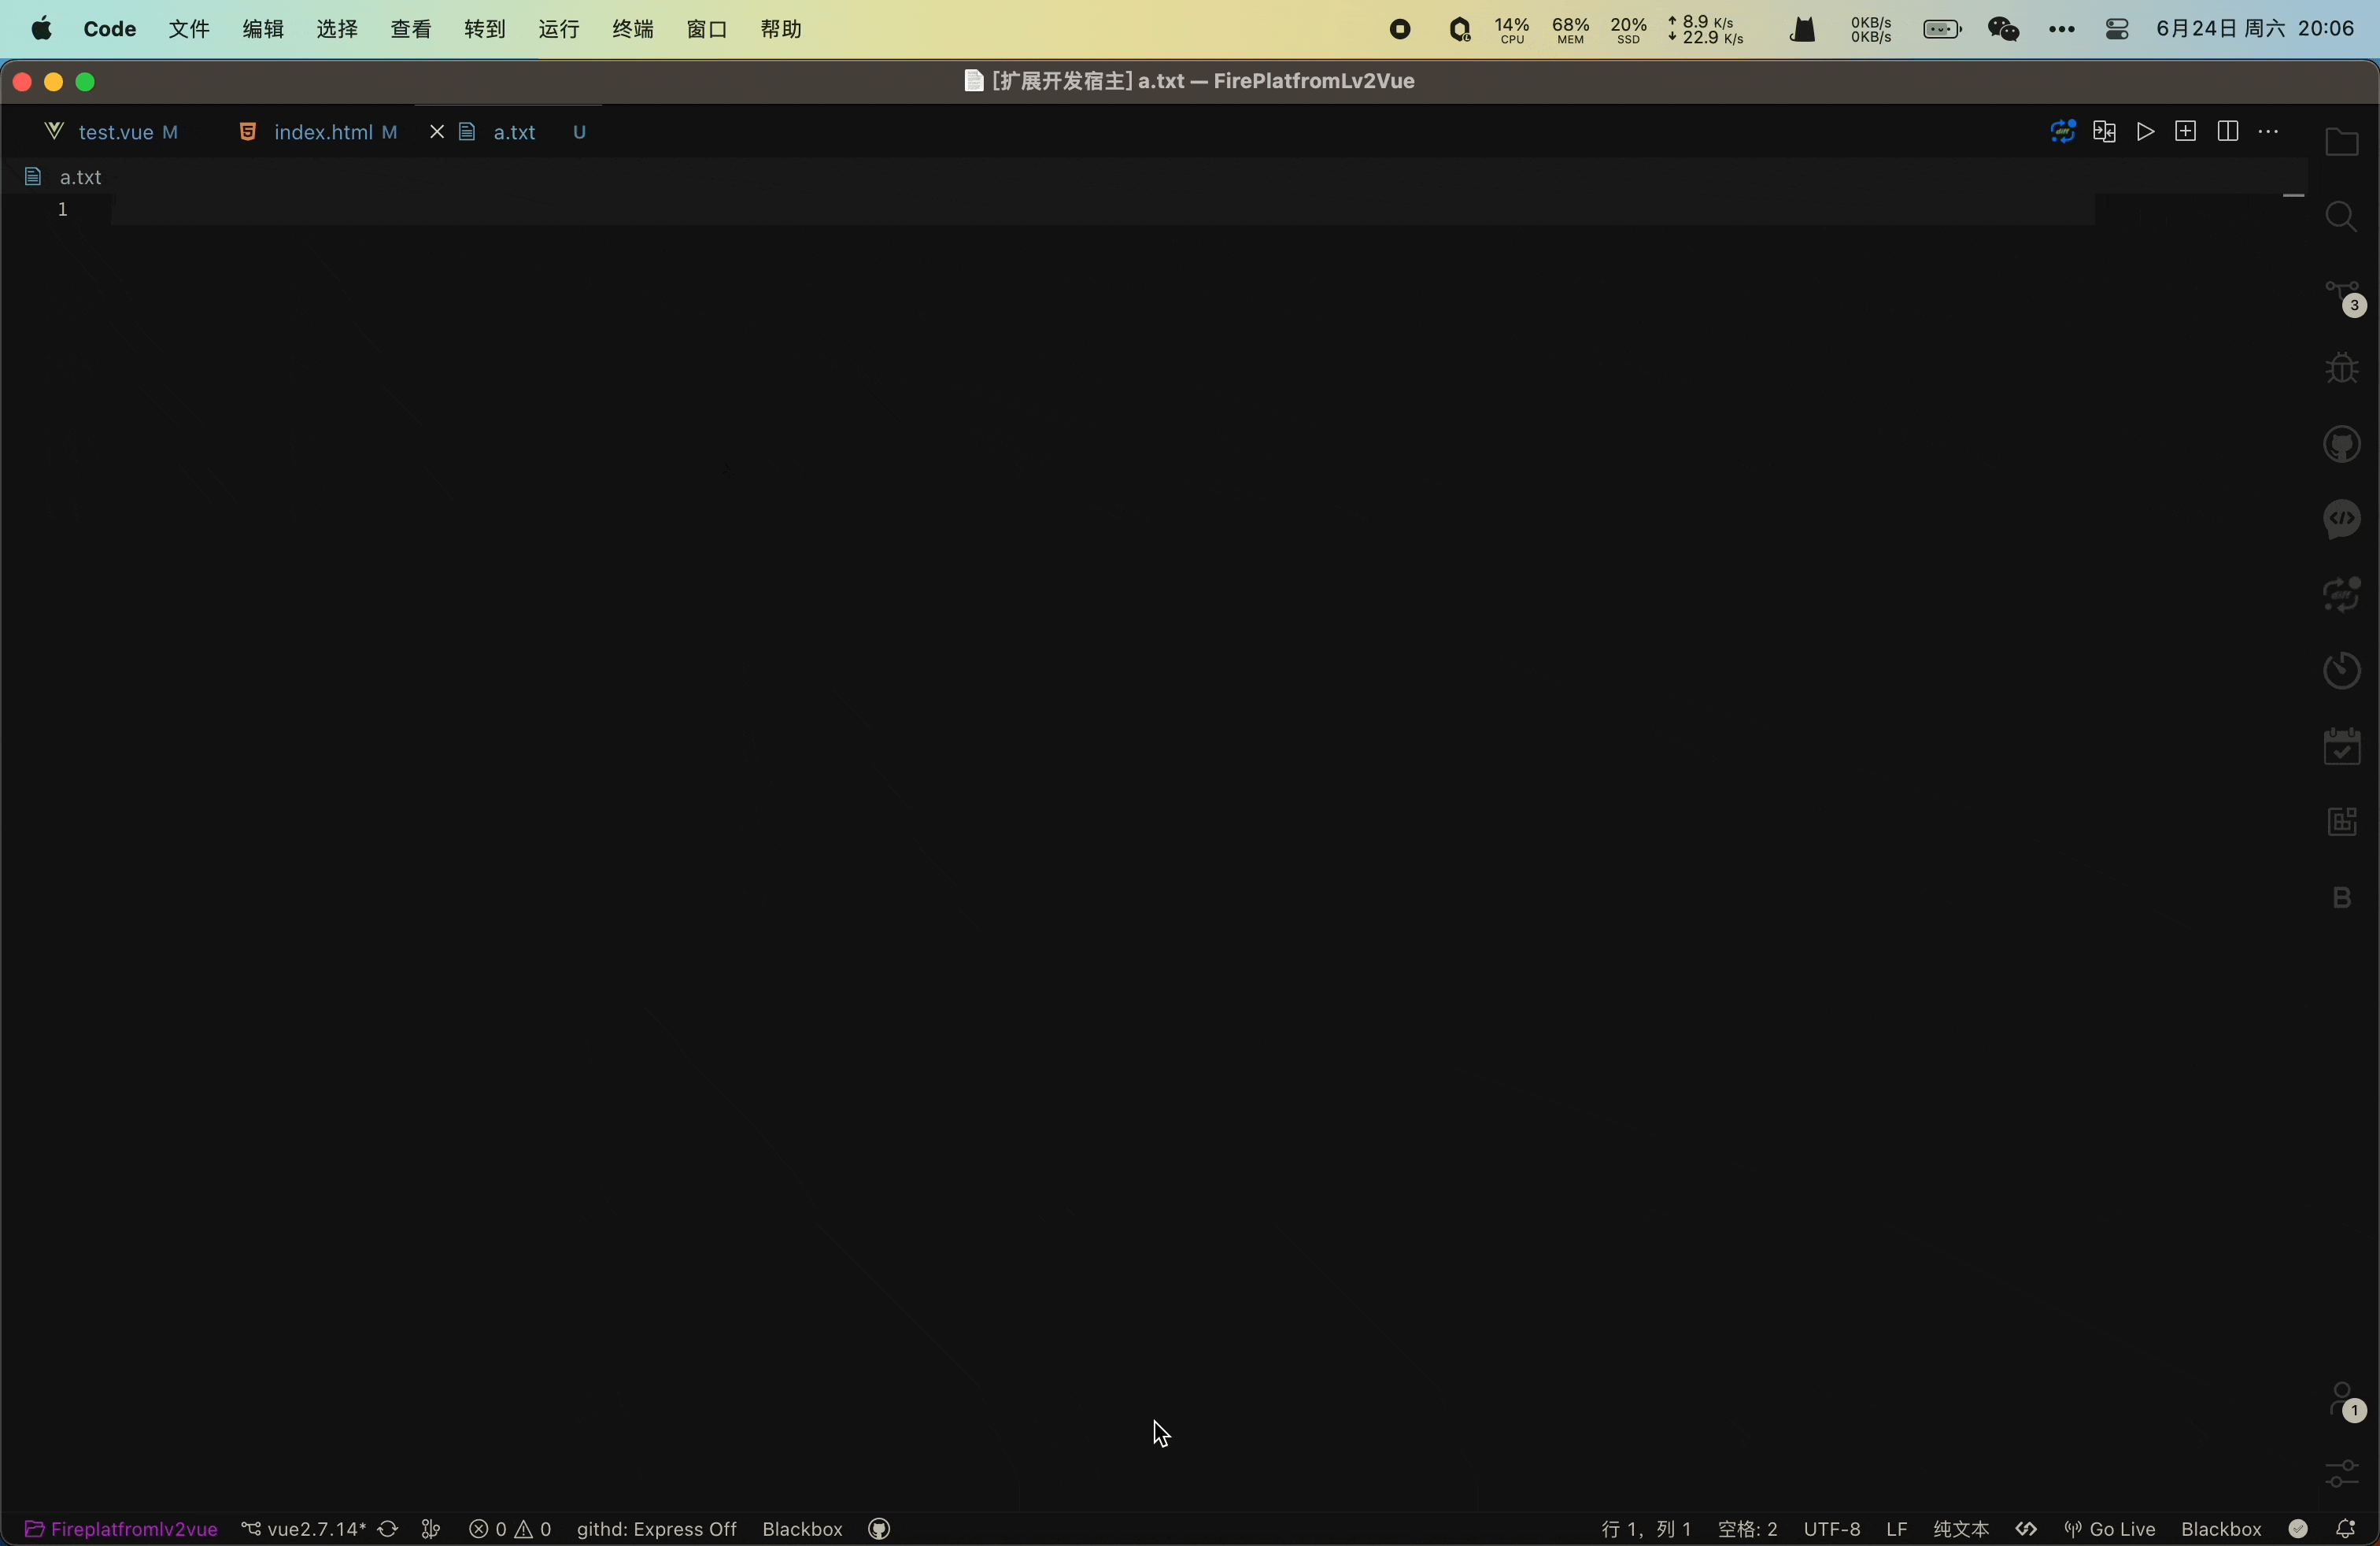 Code 文件 编辑 选择 查看 转到 运行 终端 窗口 帮助 14% CPU 68% MEM 20% SSD 8.9 K/s 22.9 K/s 0KB/s 0KB/s 6月24日 周六 20:06
[扩展开发宿主] a.txt — FirePlatfromLv2Vue
test.vue M index.html M a.txt U
a.txt
1
3
B
1
Fireplatfromlv2vue vue2.7.14* 0 0 githd: Express Off Blackbox 行 1, 列 1 空格: 2 UTF-8 LF 纯文本 Go Live Blackbox